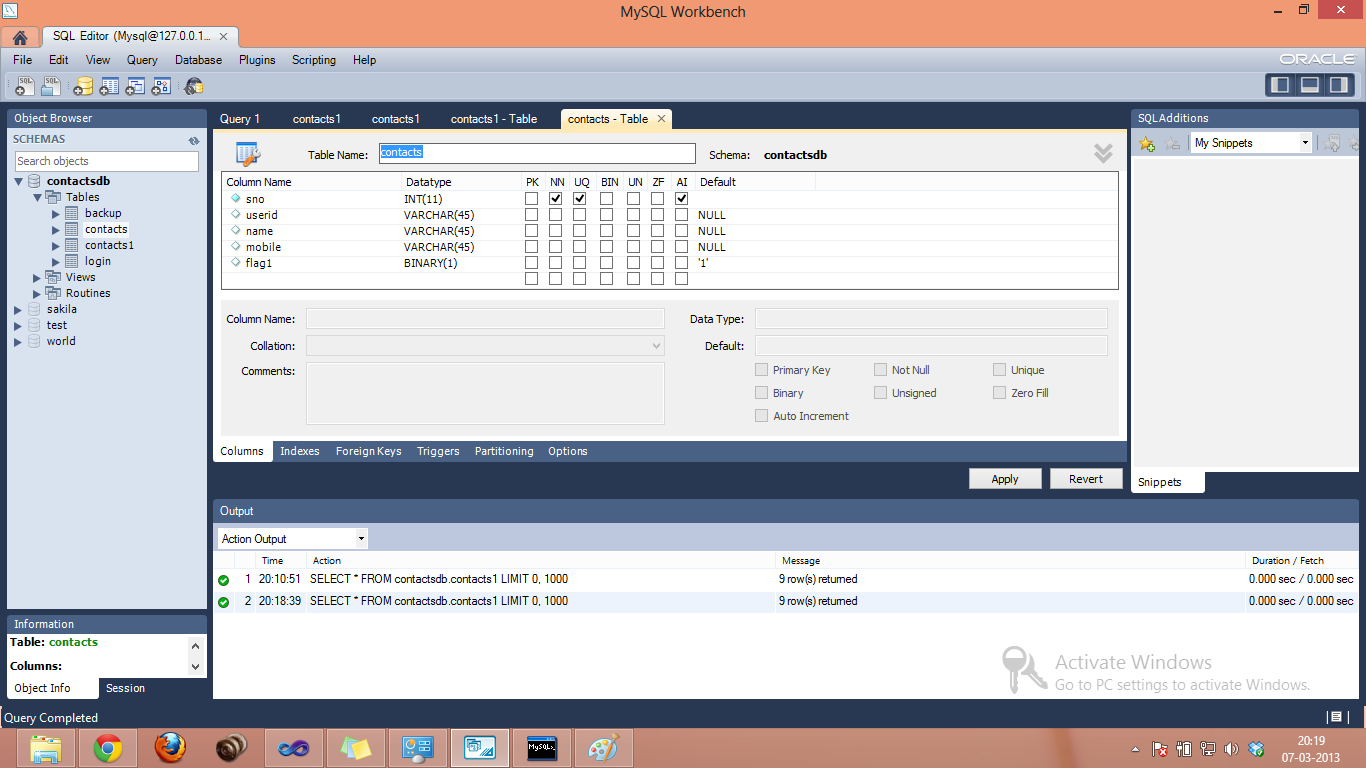 MySQL Workbench
SQL Editor (Mysql@127.0.0.1...
File Edit View Query Database Plugins Scripting Help
ORACLE
Object Browser
SCHEMAS
Search objects
contactsdb
Tables
backup
contacts
contacts1
login
Views
Routines
sakila
test
world
Information
Table: contacts
Columns:
Object Info Session
Query 1 contacts1 contacts1 contacts1 - Table contacts - Table
Table Name: contacts Schema: contactsdb
Column Name Datatype PK NN UQ BIN UN ZF AI Default
sno INT(11)
userid VARCHAR(45) NULL
name VARCHAR(45) NULL
mobile VARCHAR(45) NULL
flag1 BINARY(1) '1'
Column Name: Data Type:
Collation: Default:
Comments: Primary Key Not Null Unique
Binary Unsigned Zero Fill
Auto Increment
Columns Indexes Foreign Keys Triggers Partitioning Options
Apply Revert
SQLAdditions
My Snippets
Snippets
Output
Action Output
Time Action Message Duration / Fetch
1 20:10:51 SELECT * FROM contactsdb.contacts1 LIMIT 0, 1000 9 row(s) returned 0.000 sec / 0.000 sec
2 20:18:39 SELECT * FROM contactsdb.contacts1 LIMIT 0, 1000 9 row(s) returned 0.000 sec / 0.000 sec
Activate Windows
Go to PC settings to activate Windows.
Query Completed
20:19
07-03-2013